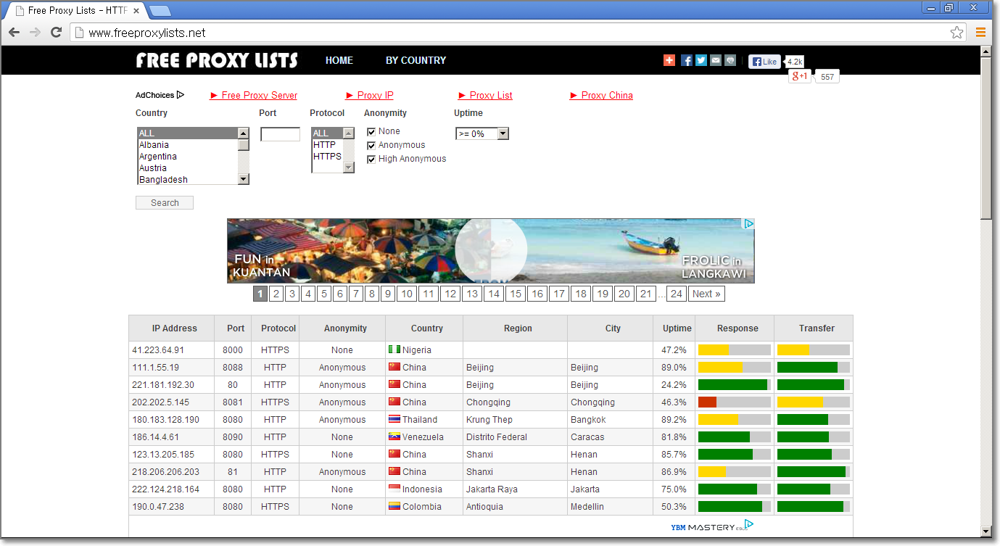 Free Proxy Lists – HTTP
www.freeproxylists.net
FREE PROXY LISTS HOME BY COUNTRY Like 4.2k
g+1 557
AdChoices ► Free Proxy Server ► Proxy IP ► Proxy List ► Proxy China
Country Port Protocol Anonymity Uptime
ALL ALL None >= 0%
Albania HTTP Anonymous
Argentina HTTPS High Anonymous
Austria
Bangladesh
Search
FUN in
KUANTAN
FROLIC in
LANGKAWI
1 2 3 4 5 6 7 8 9 10 11 12 13 14 15 16 17 18 19 20 21 ... 24 Next »
IP Address Port Protocol Anonymity Country Region City Uptime Response Transfer
41.223.64.91 8000 HTTPS None Nigeria 47.2%
111.1.55.19 8088 HTTP Anonymous China Beijing Beijing 89.0%
221.181.192.30 80 HTTP Anonymous China Beijing Beijing 24.2%
202.202.5.145 8081 HTTPS Anonymous China Chongqing Chongqing 46.3%
180.183.128.190 8080 HTTP Anonymous Thailand Krung Thep Bangkok 89.2%
186.14.4.61 8090 HTTP None Venezuela Distrito Federal Caracas 81.8%
123.13.205.185 8080 HTTPS None China Shanxi Henan 85.7%
218.206.206.203 81 HTTP Anonymous China Shanxi Henan 86.9%
222.124.218.164 8080 HTTP None Indonesia Jakarta Raya Jakarta 75.0%
190.0.47.238 8080 HTTPS None Colombia Antioquia Medellin 50.3%
YBM MASTERY